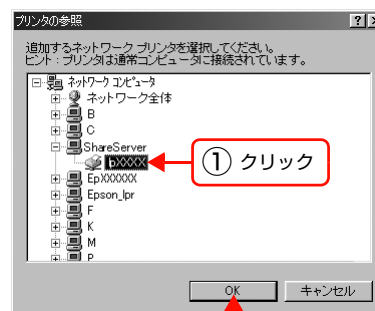 プリンタの参照
追加するネットワーク プリンタを選択してください。
ヒント : プリンタは通常コンピュータに接続されています。
ネットワーク コンピュータ
ネットワーク全体
B
C
ShareServer
pXXXX
① クリック
EpXXXXXX
Epson_lpr
F
K
M
P
OK
キャンセル